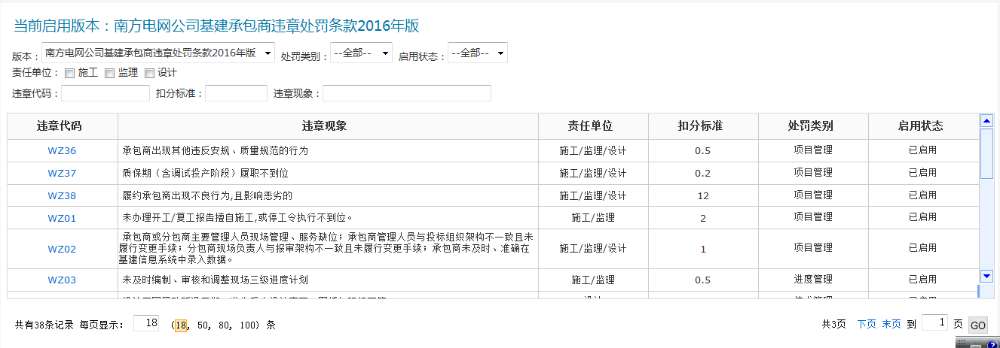 当前启用版本：南方电网公司基建承包商违章处罚条款2016年版
版本： 南方电网公司基建承包商违章处罚条款2016年版 处罚类别： --全部-- 启用状态： --全部--
责任单位： 施工 监理 设计
违章代码： 扣分标准： 违章现象：
违章代码 违章现象 责任单位 扣分标准 处罚类别 启用状态
WZ36 承包商出现其他违反安规、质量规范的行为 施工/监理/设计 0.5 项目管理 已启用
WZ37 质保期（含调试投产阶段）履职不到位 施工/监理/设计 0.2 项目管理 已启用
WZ38 履约承包商出现不良行为,且影响恶劣的 施工/监理/设计 12 项目管理 已启用
WZ01 未办理开工/复工报告擅自施工,或停工令执行不到位。 施工/监理 2 项目管理 已启用
承包商或分包商主要管理人员现场管理、服务缺位；承包商管理人员与投标组织架构不一致且未
WZ02 履行变更手续；分包商现场负责人与报审架构不一致且未履行变更手续；承包商未及时、准确在 施工/监理/设计 1 项目管理 已启用
基建信息系统中录入数据。
WZ03 未及时编制、审核和调整现场三级进度计划 施工/监理 0.5 进度管理 已启用
共有38条记录 每页显示： 18 (18, 50, 80, 100) 条 共3页 下页 末页 到 1 页 GO